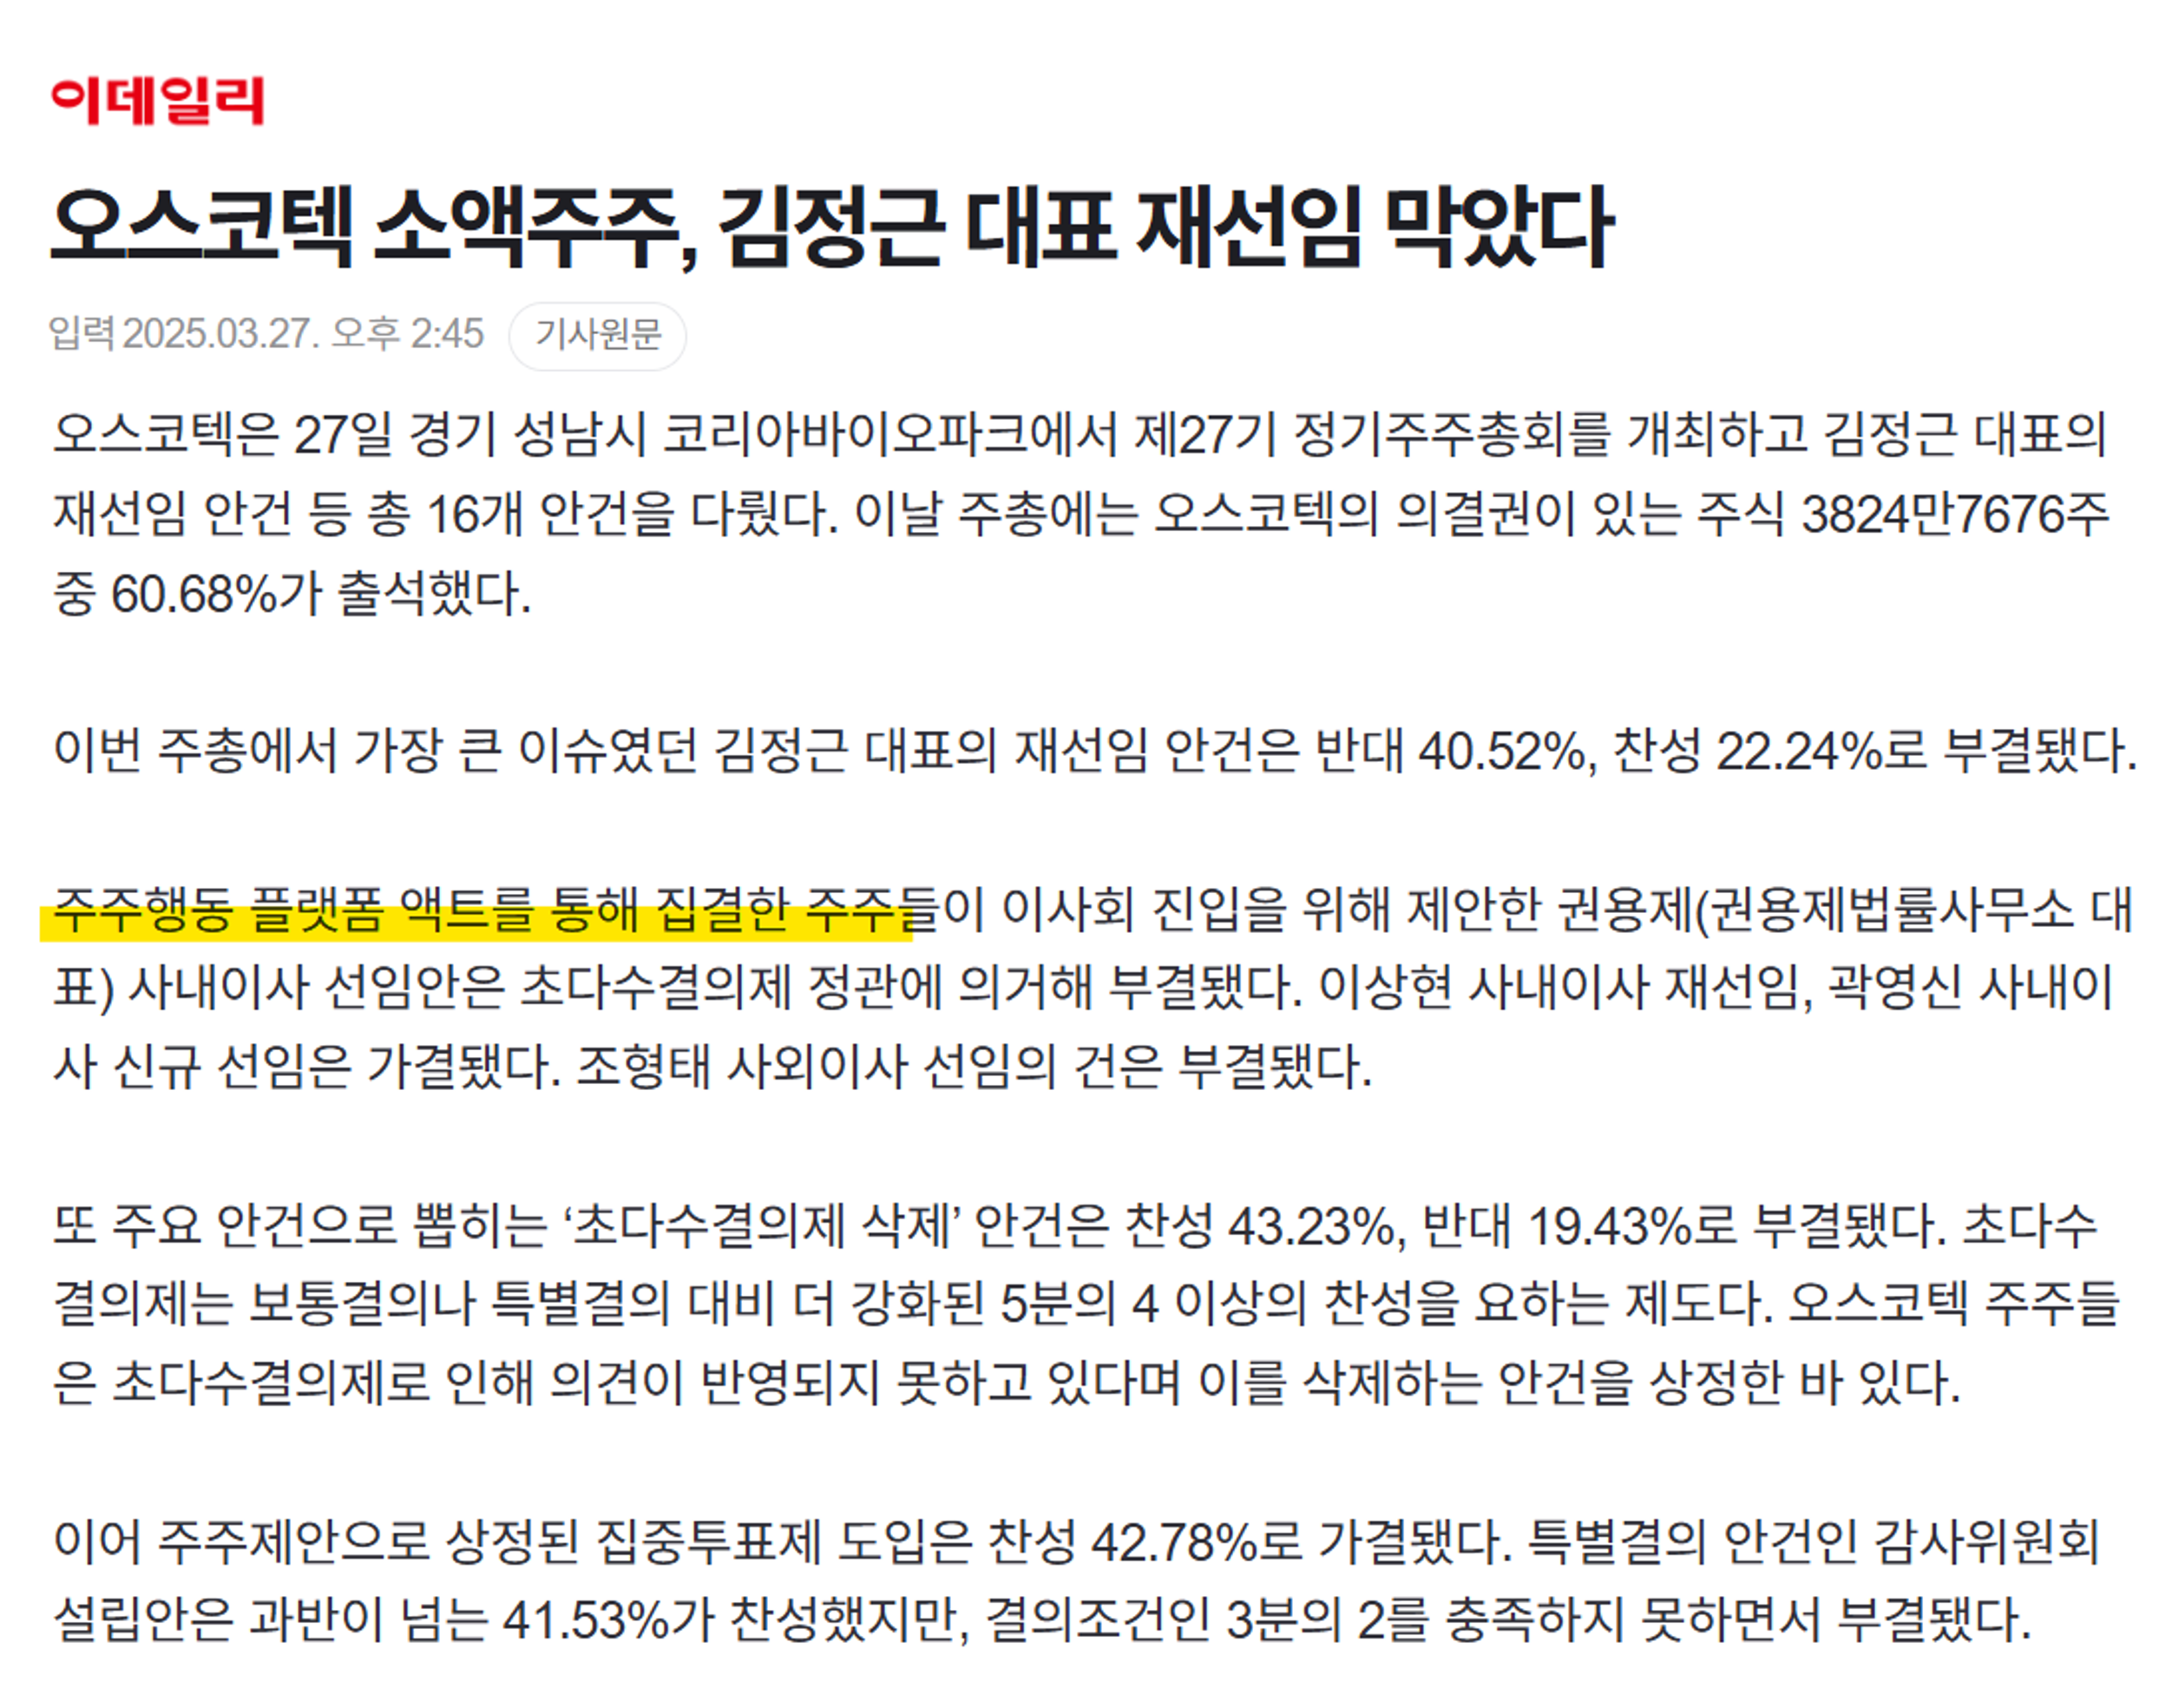 이데일리
오스코텍 소액주주, 김정근 대표 재선임 막았다
입력 2025.03.27. 오후 2:45 기사원문
오스코텍은 27일 경기 성남시 코리아바이오파크에서 제27기 정기주주총회를 개최하고 김정근 대표의
재선임 안건 등 총 16개 안건을 다뤘다. 이날 주총에는 오스코텍의 의결권이 있는 주식 3824만7676주
중 60.68%가 출석했다.
이번 주총에서 가장 큰 이슈였던 김정근 대표의 재선임 안건은 반대 40.52%, 찬성 22.24%로 부결됐다.
주주행동 플랫폼 액트를 통해 집결한 주주들이 이사회 진입을 위해 제안한 권용제(권용제법률사무소 대
표) 사내이사 선임안은 초다수결의제 정관에 의거해 부결됐다. 이상현 사내이사 재선임, 곽영신 사내이
사 신규 선임은 가결됐다. 조형태 사외이사 선임의 건은 부결됐다.
또 주요 안건으로 뽑히는 ‘초다수결의제 삭제’ 안건은 찬성 43.23%, 반대 19.43%로 부결됐다. 초다수
결의제는 보통결의나 특별결의 대비 더 강화된 5분의 4 이상의 찬성을 요하는 제도다. 오스코텍 주주들
은 초다수결의제로 인해 의견이 반영되지 못하고 있다며 이를 삭제하는 안건을 상정한 바 있다.
이어 주주제안으로 상정된 집중투표제 도입은 찬성 42.78%로 가결됐다. 특별결의 안건인 감사위원회
설립안은 과반이 넘는 41.53%가 찬성했지만, 결의조건인 3분의 2를 충족하지 못하면서 부결됐다.